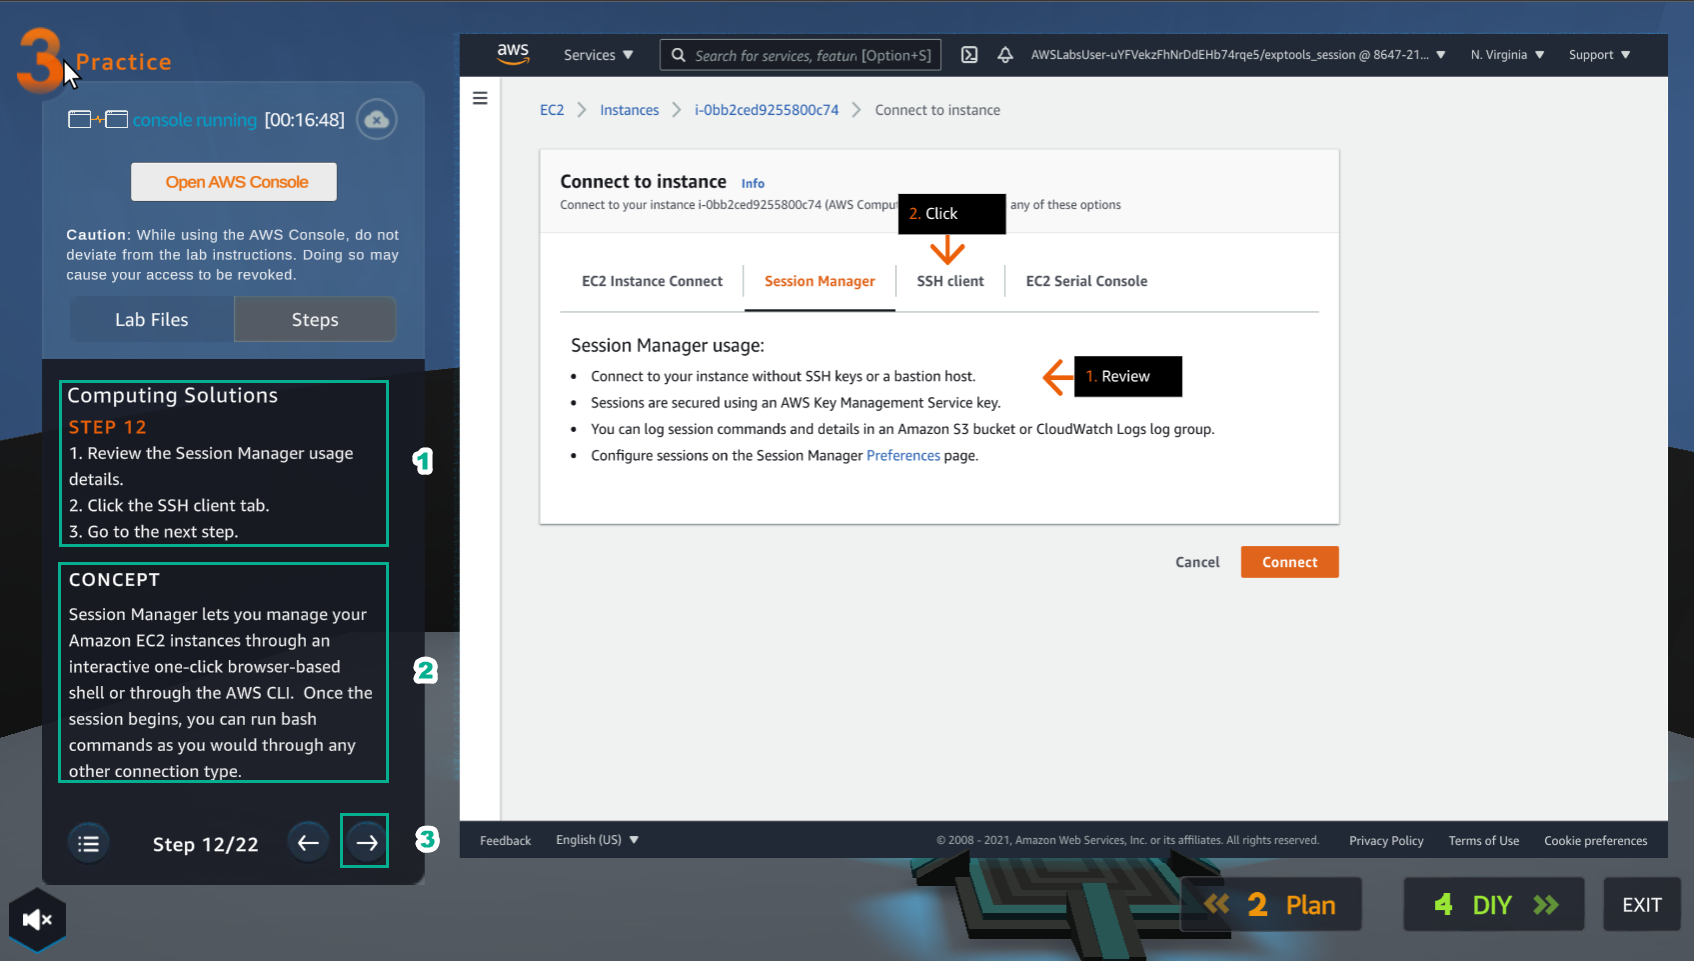 3 Practice
console running [00:16:48]
Open AWS Console
Caution: While using the AWS Console, do not
deviate from the lab instructions. Doing so may
cause your access to be revoked.
Lab Files
Steps
Computing Solutions
STEP 12
1. Review the Session Manager usage
details.
2. Click the SSH client tab.
3. Go to the next step.
1
CONCEPT
Session Manager lets you manage your
Amazon EC2 instances through an
interactive one-click browser-based
shell or through the AWS CLI. Once the
session begins, you can run bash
commands as you would through any
other connection type.
2
Step 12/22
3
aws
Services
Search for services, featur [Option+S]
AWSLabsUser-uYFVekzFhNrDdEHb74rqe5/exptools_session @ 8647-21...
N. Virginia
Support
EC2 > Instances > i-0bb2ced9255800c74 > Connect to instance
Connect to instance Info
Connect to your instance i-0bb2ced9255800c74 (AWS Compu any of these options
2. Click
EC2 Instance Connect
Session Manager
SSH client
EC2 Serial Console
Session Manager usage:
• Connect to your instance without SSH keys or a bastion host.
1. Review
• Sessions are secured using an AWS Key Management Service key.
• You can log session commands and details in an Amazon S3 bucket or CloudWatch Logs log group.
• Configure sessions on the Session Manager Preferences page.
Cancel
Connect
Feedback
English (US)
© 2008 - 2021, Amazon Web Services, Inc. or its affiliates. All rights reserved.
Privacy Policy
Terms of Use
Cookie preferences
2 Plan
4 DIY
EXIT